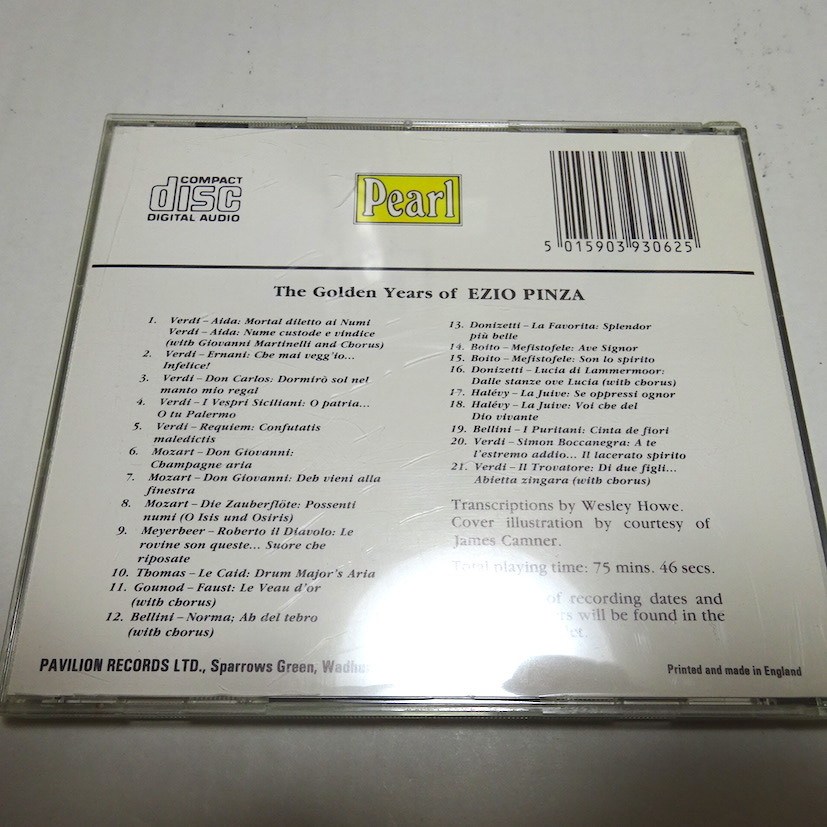 COMPACT
disc
DIGITAL AUDIO
Pearl
5 015903 930625
The Golden Years of EZIO PINZA
1. Verdi – Aida: Mortal diletto ai Numi
Verdi – Aida: Nume custode e vindice
(with Giovanni Martinelli and Chorus)
2. Verdi – Ernani: Che mai vegg'io...
Infelice!
3. Verdi – Don Carlos: Dormirò sol nel
manto mio regal
4. Verdi – I Vespri Siciliani: O patria...
O tu Palermo
5. Verdi – Requiem: Confutatis
maledictis
6. Mozart – Don Giovanni:
Champagne aria
7. Mozart – Don Giovanni: Deh vieni alla
finestra
8. Mozart – Die Zauberflöte: Possenti
numi (O Isis und Osiris)
9. Meyerbeer – Roberto il Diavolo: Le
rovine son queste... Suore che
riposate
10. Thomas – Le Caid: Drum Major's Aria
11. Gounod – Faust: Le Veau d'or
(with chorus)
12. Bellini – Norma; Ah del tebro
(with chorus)
13. Donizetti – La Favorita: Splendor
più belle
14. Boito – Mefistofele: Ave Signor
15. Boito – Mefistofele: Son lo spirito
16. Donizetti – Lucia di Lammermoor:
Dalle stanze ove Lucia (with chorus)
17. Halévy – La Juive: Se oppressi ognor
18. Halévy – La Juive: Voi che del
Dio vivante
19. Bellini – I Puritani: Cinta de fiori
20. Verdi – Simon Boccanegra: A te
l'estremo addio... Il lacerato spirito
21. Verdi – Il Trovatore: Di due figli...
Abietta zingara (with chorus)
Transcriptions by Wesley Howe.
Cover illustration by courtesy of
James Camner.
Total playing time: 75 mins. 46 secs.
of recording dates and
will be found in the
PAVILION RECORDS LTD., Sparrows Green,
Printed and made in England